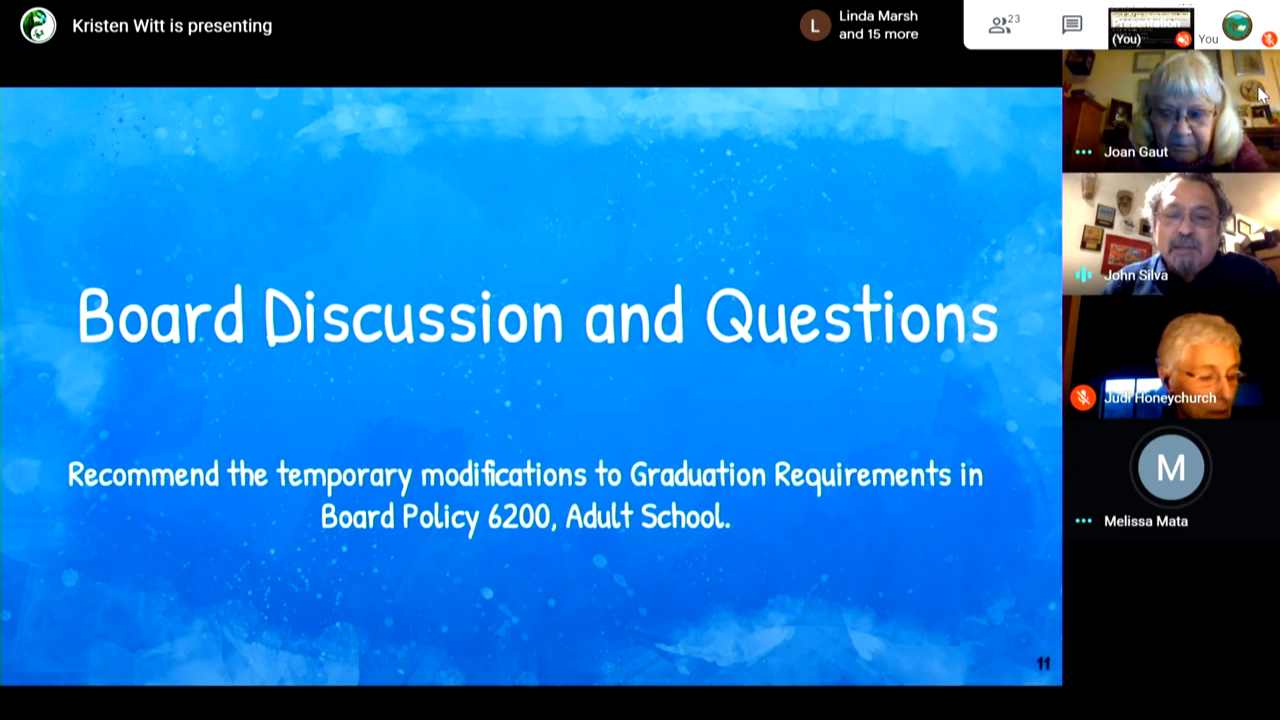 Kristen Witt is presenting
L
Linda Marsh
and 15 more
23
Presentation
(You)
You
Joan Gaut
John Silva
Judi Honeychurch
M
Melissa Mata
Board Discussion and Questions
Recommend the temporary modifications to Graduation Requirements in
Board Policy 6200, Adult School.
11